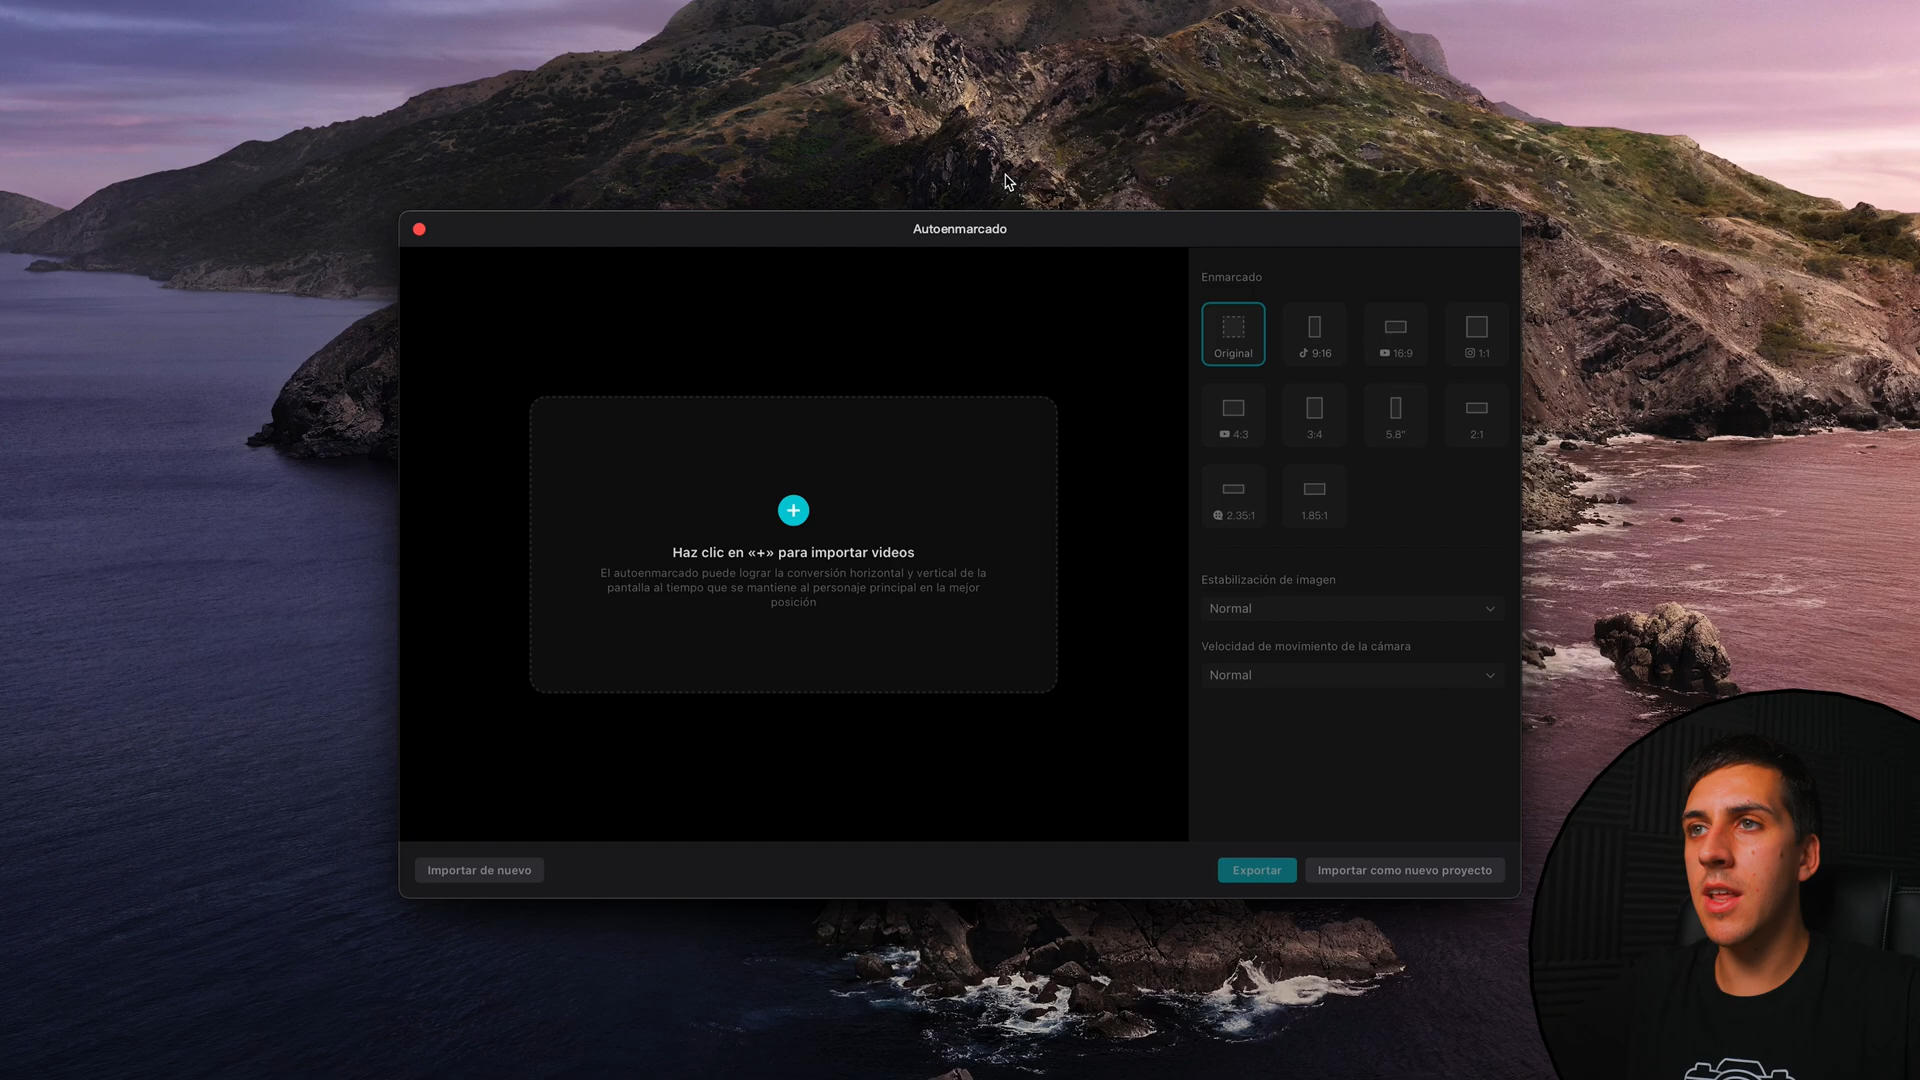 Autoenmarcado
Enmarcado
Original
9:16
16:9
1:1
4:3
3:4
5.8"
2:1
2.35:1
1.85:1
Haz clic en «+» para importar videos
El autoenmarcado puede lograr la conversión horizontal y vertical de la
pantalla al tiempo que se mantiene al personaje principal en la mejor
posición
Estabilización de imagen
Normal
Velocidad de movimiento de la cámara
Normal
Importar de nuevo
Exportar
Importar como nuevo proyecto